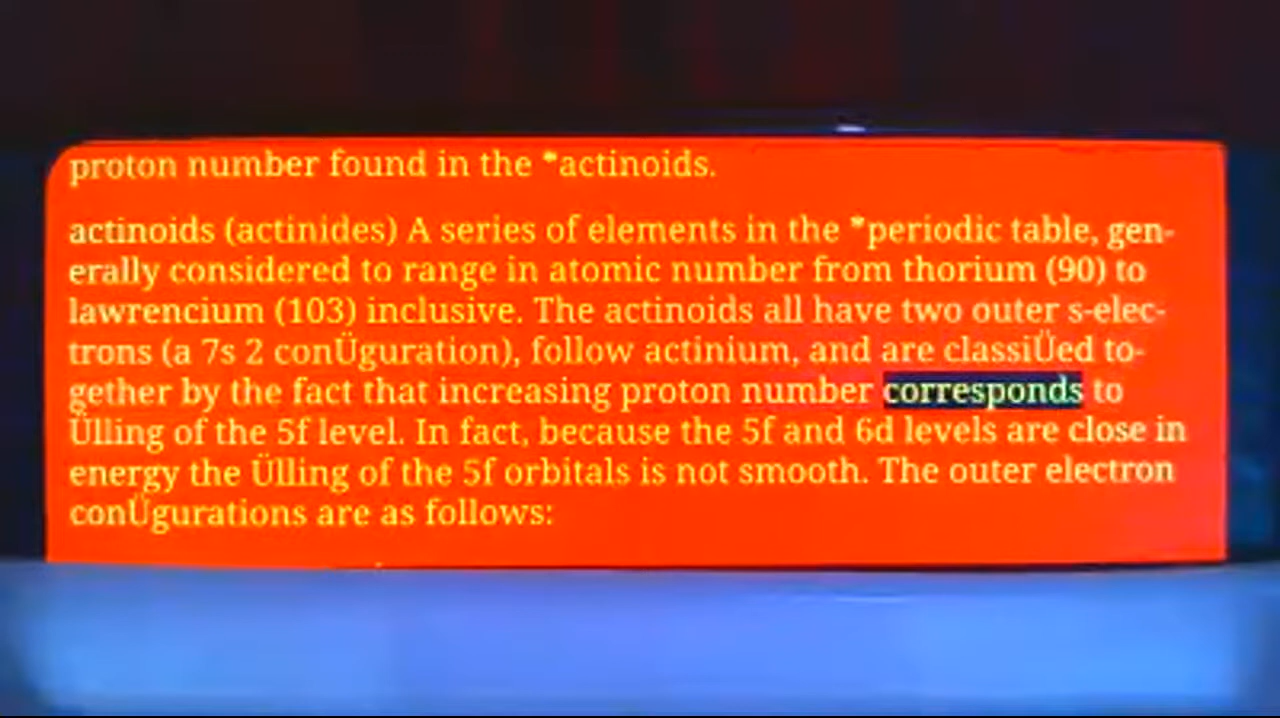 proton number found in the *actinoids.
actinoids (actinides) A series of elements in the *periodic table, gen-
erally considered to range in atomic number from thorium (90) to
lawrencium (103) inclusive. The actinoids all have two outer s-elec-
trons (a 7s 2 conÜguration), follow actinium, and are classiÜed to-
gether by the fact that increasing proton number corresponds to
Ülling of the 5f level. In fact, because the 5f and 6d levels are close in
energy the Ülling of the 5f orbitals is not smooth. The outer electron
conÜgurations are as follows: